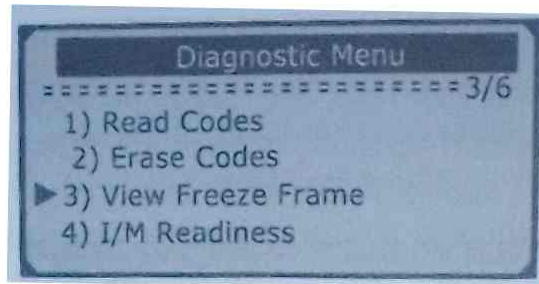 Diagnostic Menu
========================3/6
1) Read Codes
2) Erase Codes
▶3) View Freeze Frame
4) I/M Readiness